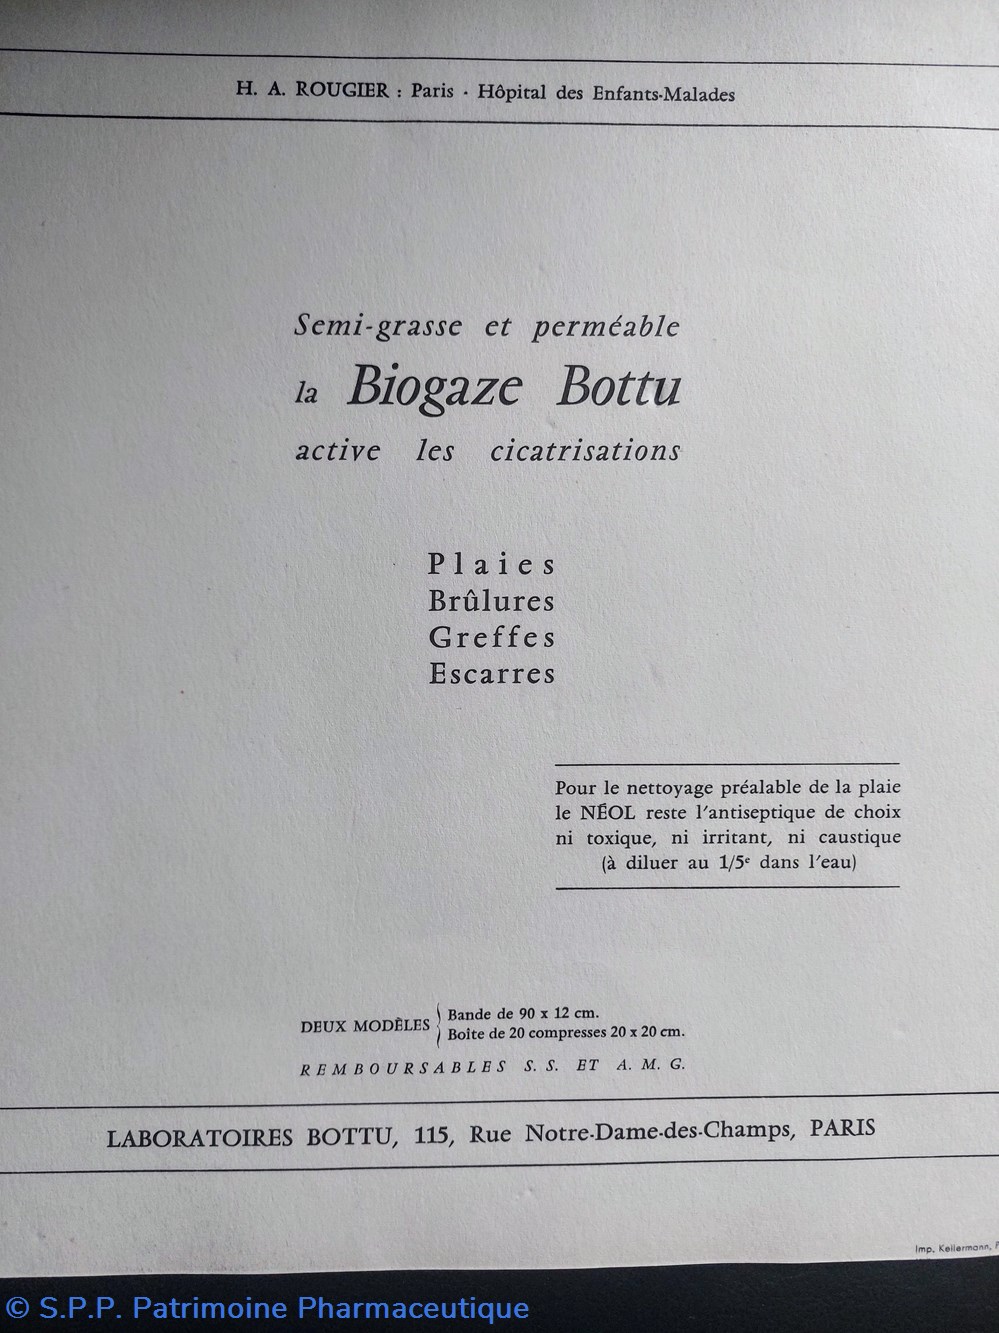 H. A. ROUGIER : Paris · Hôpital des Enfants-Malades
Semi-grasse et perméable
la Biogaze Bottu
active les cicatrisations
Plaies
Brûlures
Greffes
Escarres
Pour le nettoyage préalable de la plaie
le NÉOL reste l'antiseptique de choix
ni toxique, ni irritant, ni caustique
(à diluer au 1/5e dans l'eau)
DEUX MODÈLES { Bande de 90 x 12 cm.
Boîte de 20 compresses 20 x 20 cm.
REMBOURSABLES S. S. ET A. M. G.
LABORATOIRES BOTTU, 115, Rue Notre-Dame-des-Champs, PARIS
Imp. Kellermann,
© S.P.P. Patrimoine Pharmaceutique